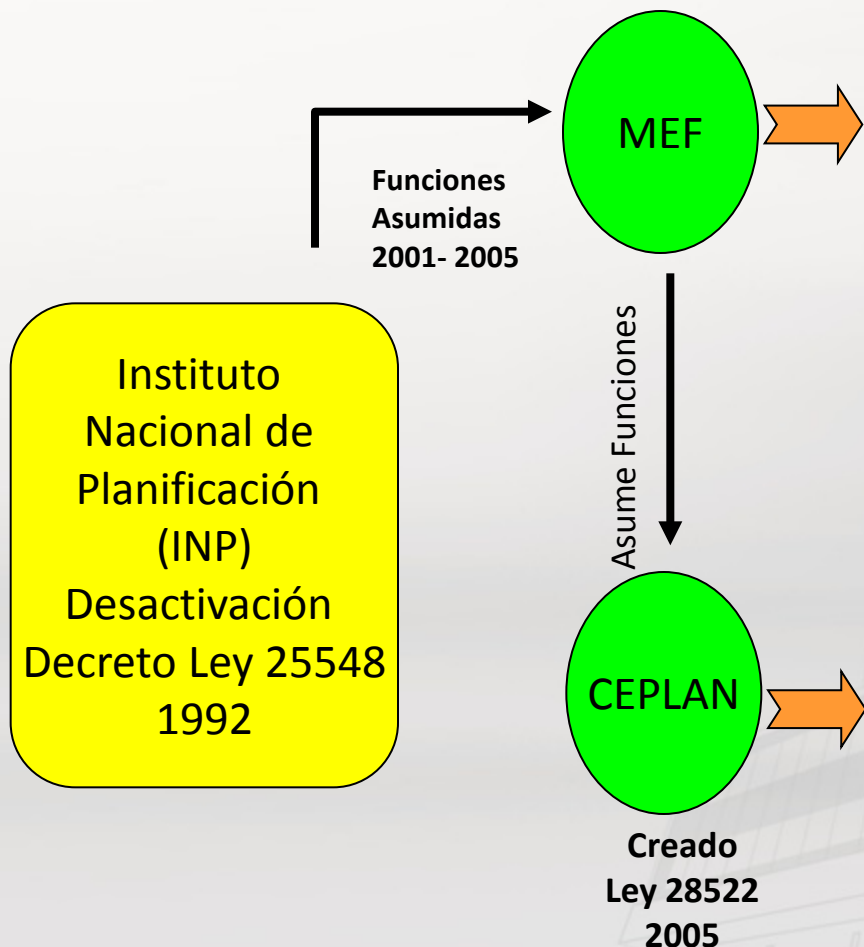 MEF
Funciones
Asumidas
2001- 2005
Instituto
Nacional de
Planificación
(INP)
Desactivación
Decreto Ley 25548
1992
Asume Funciones
CEPLAN
Creado
Ley 28522
2005